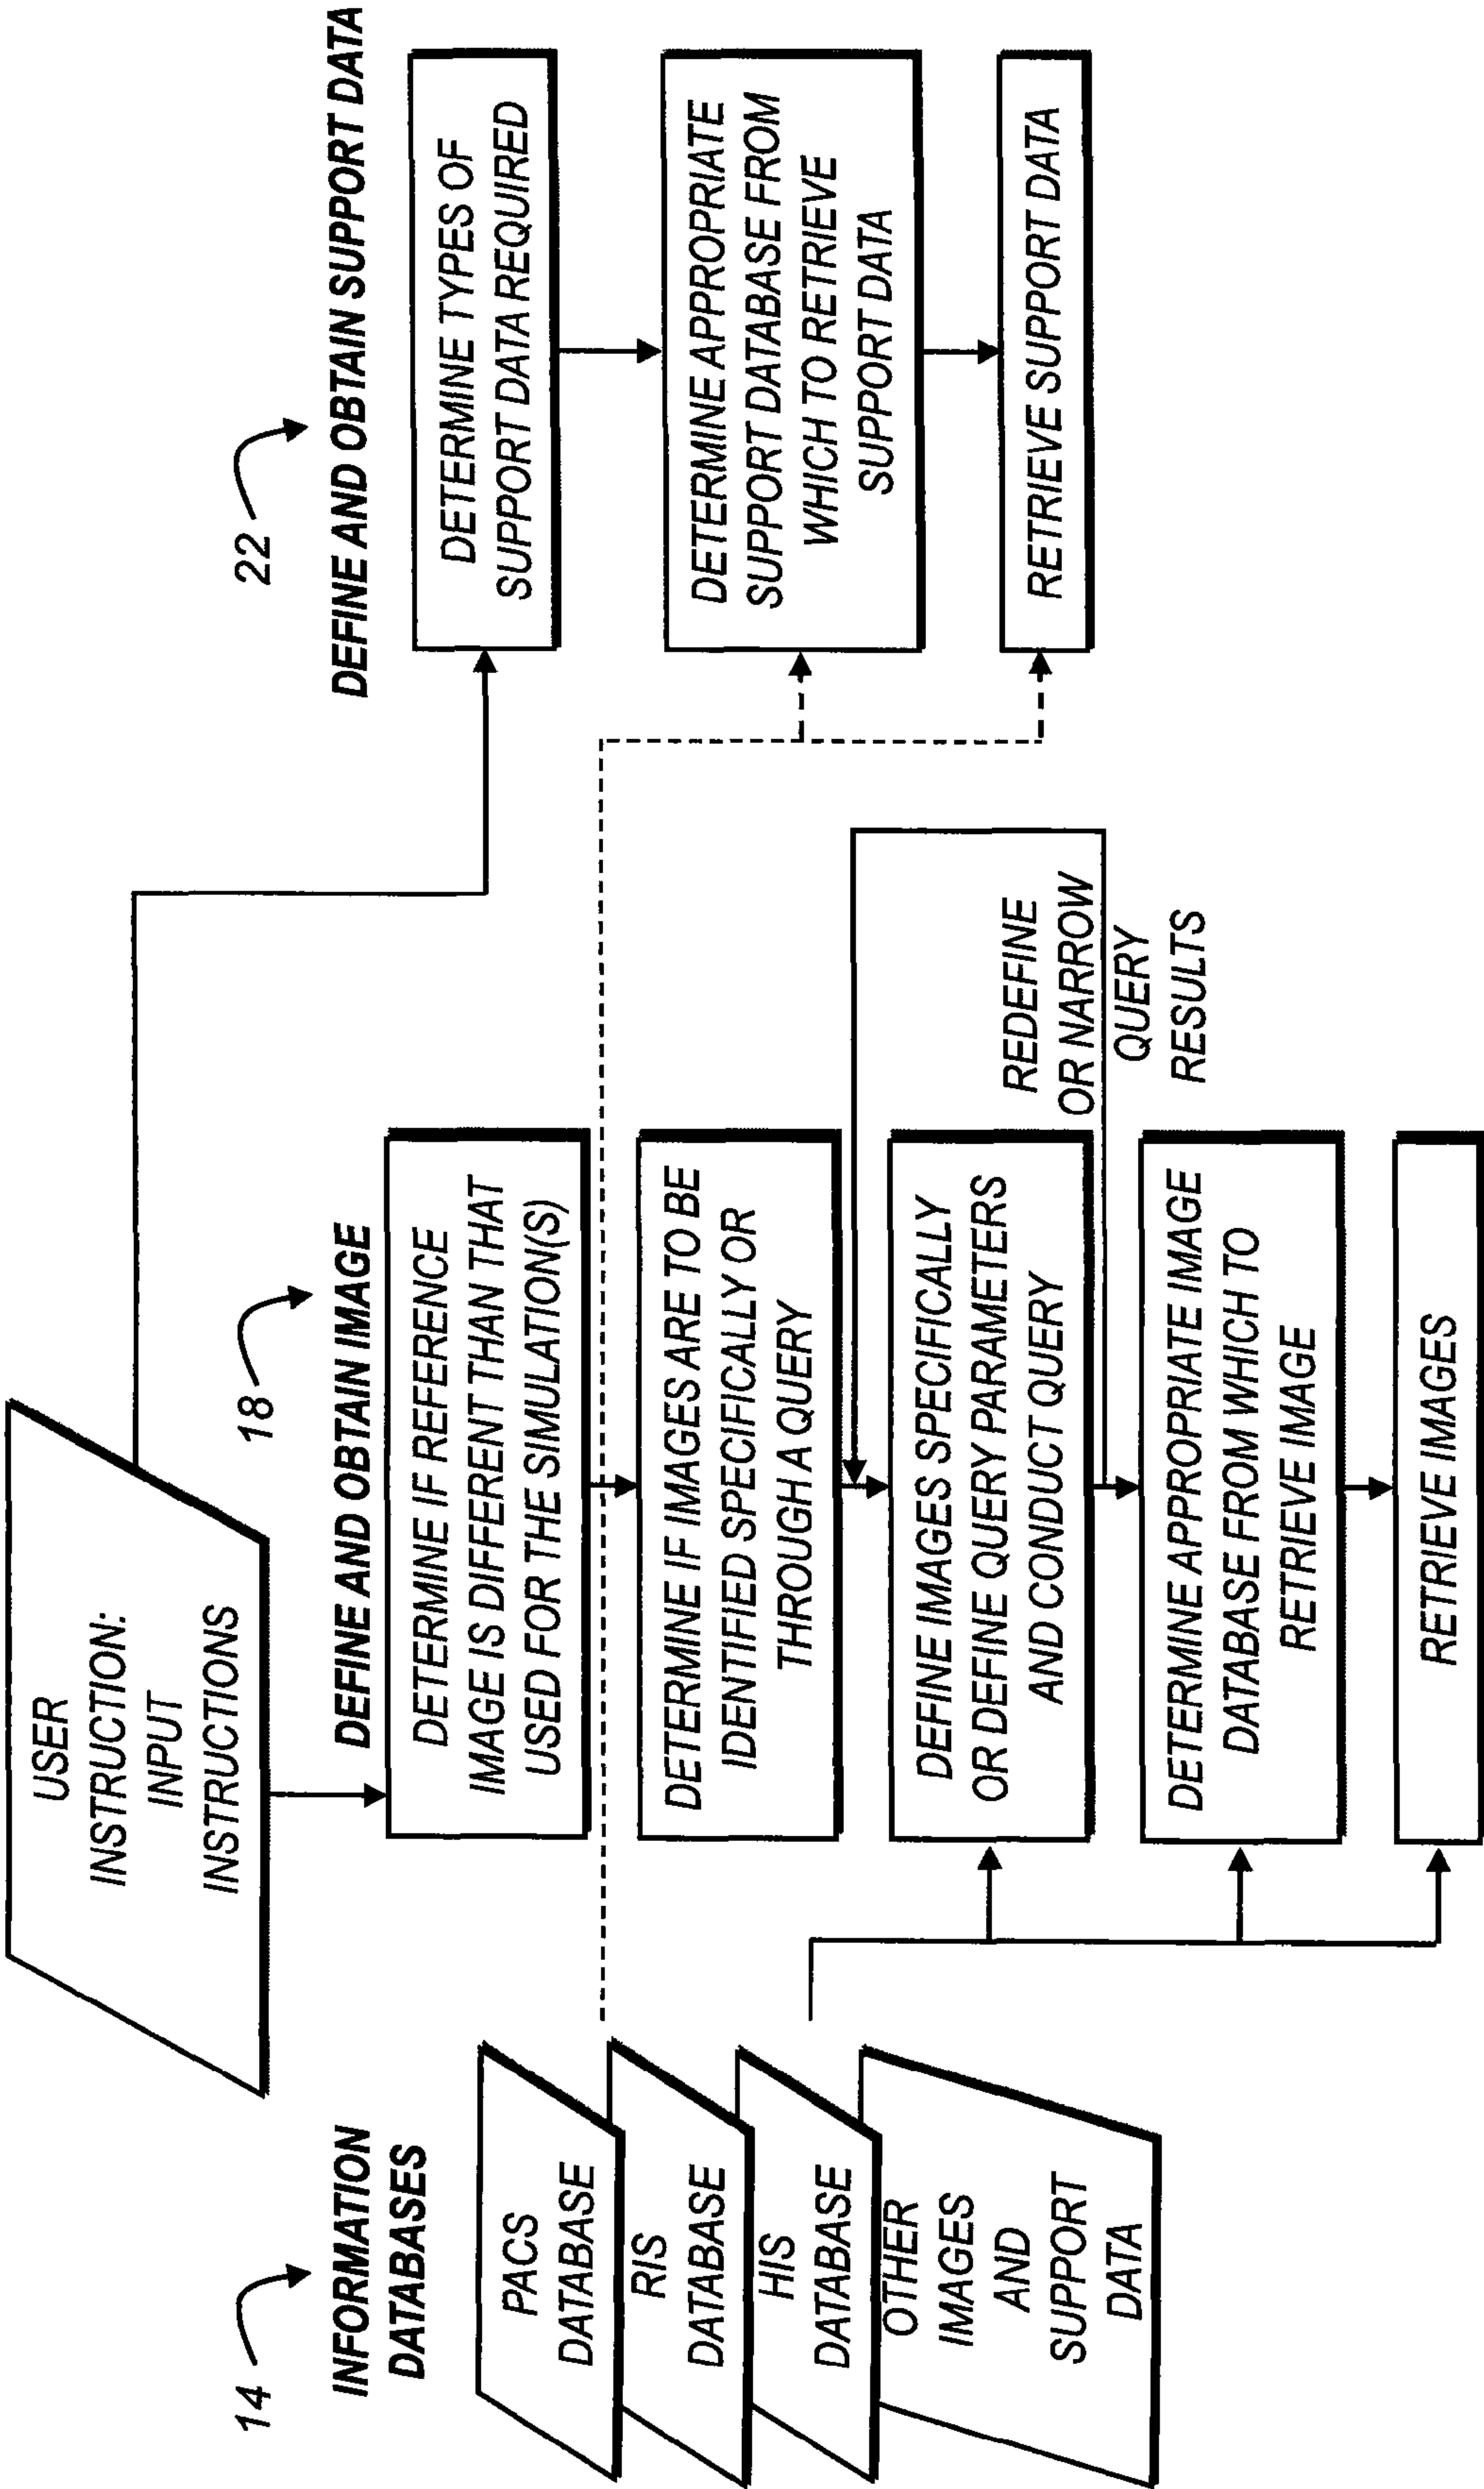 USER
INSTRUCTION:
INPUT
INSTRUCTIONS
14
INFORMATION
DATABASES
PACS
DATABASE
RIS
DATABASE
HIS
DATABASE
OTHER
IMAGES
AND
SUPPORT
DATA
18
DEFINE AND OBTAIN IMAGE
DETERMINE IF REFERENCE
IMAGE IS DIFFERENT THAN THAT
USED FOR THE SIMULATION(S)
DETERMINE IF IMAGES ARE TO BE
IDENTIFIED SPECIFICALLY OR
THROUGH A QUERY
DEFINE IMAGES SPECIFICALLY
OR DEFINE QUERY PARAMETERS
AND CONDUCT QUERY
DETERMINE APPROPRIATE IMAGE
DATABASE FROM WHICH TO
RETRIEVE IMAGE
RETRIEVE IMAGES
REDEFINE
OR NARROW
QUERY
RESULTS
22
DEFINE AND OBTAIN SUPPORT DATA
DETERMINE TYPES OF
SUPPORT DATA REQUIRED
DETERMINE APPROPRIATE
SUPPORT DATABASE FROM
WHICH TO RETRIEVE
SUPPORT DATA
RETRIEVE SUPPORT DATA